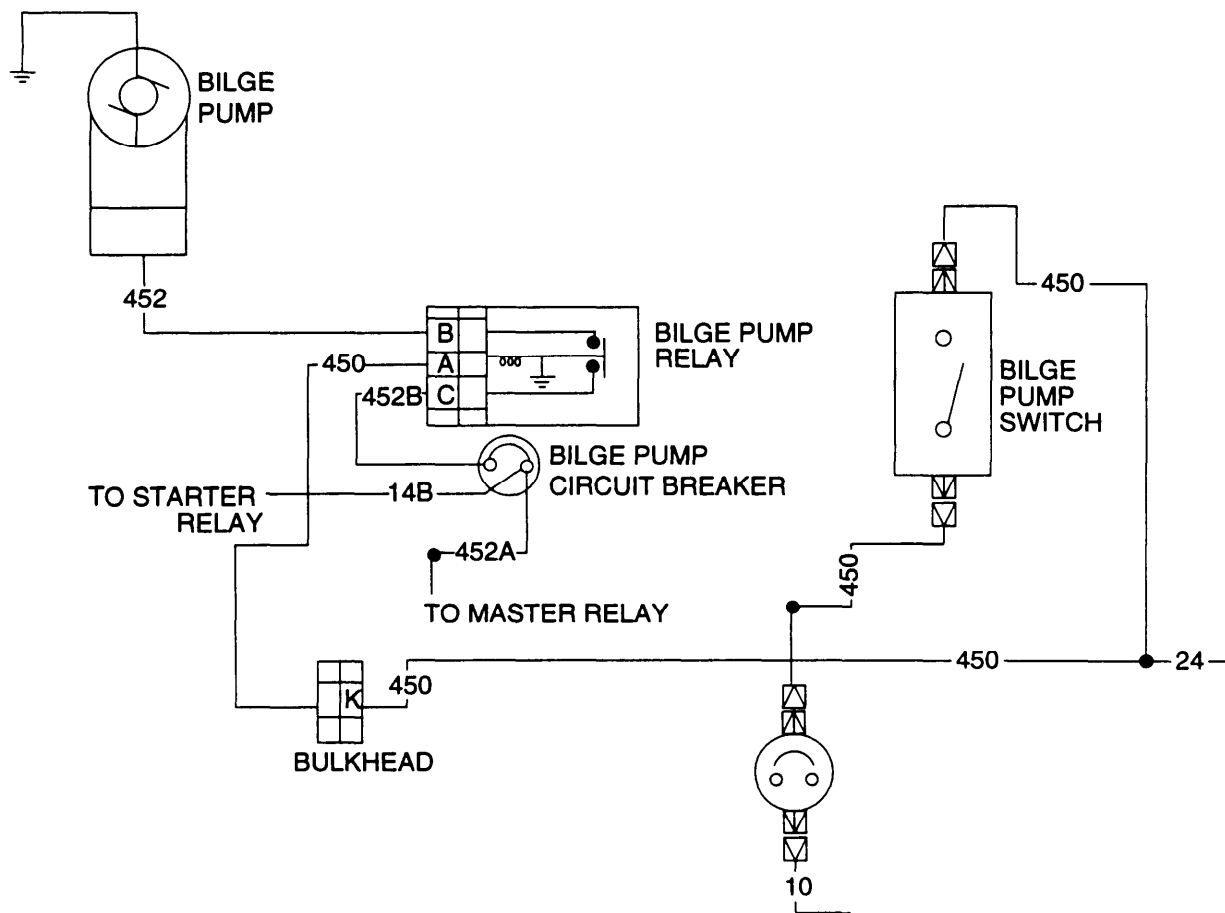 BILGE
PUMP
452
450
B
A
C
452B
BILGE PUMP
RELAY
450
BILGE
PUMP
SWITCH
BILGE PUMP
CIRCUIT BREAKER
TO STARTER
RELAY
14B
452A
TO MASTER RELAY
450
450
24
450
K
BULKHEAD
10